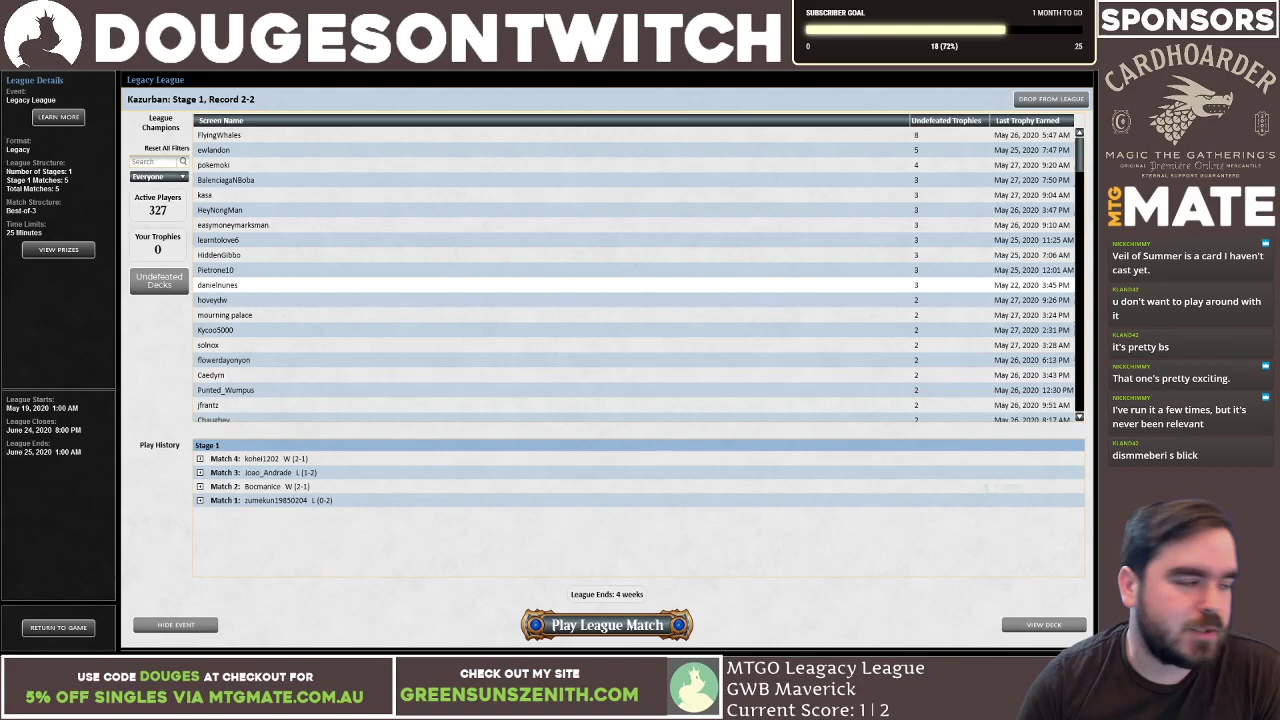 DOUGESONTWITCH
SUBSCRIBER GOAL
1 MONTH TO GO
0
18 (72%)
25
SPONSORS
CARDHOARDER
MAGIC THE GATHERING'S
ORIGINAL Premiere Online MERCANTILE
ETERNAL SUPPORT GUARANTEED
MTG MATE
League Details
Event:
Legacy League
LEARN MORE
Format:
Legacy
League Structure:
Number of Stages: 1
Stage 1 Matches: 5
Total Matches: 5
Match Structure:
Best-of-3
Time Limits:
25 Minutes
VIEW PRIZES
League Starts:
May 19, 2020 1:00 AM
League Closes:
June 24, 2020 8:00 PM
League Ends:
June 25, 2020 1:00 AM
RETURN TO GAME
Legacy League
Kazurban: Stage 1, Record 2-2
DROP FROM LEAGUE
League Champions
Reset All Filters
Search
Everyone
Active Players
327
Your Trophies
0
Undefeated Decks
Screen Name Undefeated Trophies Last Trophy Earned
FlyingWhales 8 May 26, 2020 5:47 AM
ewlandon 5 May 25, 2020 7:47 PM
pokemoki 4 May 27, 2020 9:20 AM
BalenciagaNBoba 3 May 27, 2020 7:50 PM
kasa 3 May 27, 2020 9:04 AM
HeyNongMan 3 May 26, 2020 3:47 PM
easymoneymarksman 3 May 26, 2020 9:10 AM
learntolove6 3 May 25, 2020 11:25 AM
HiddenGibbo 3 May 25, 2020 7:06 AM
Pietrone10 3 May 25, 2020 12:01 AM
danielnunes 3 May 22, 2020 3:45 PM
hoveydw 2 May 27, 2020 9:26 PM
mourning palace 2 May 27, 2020 3:24 PM
Kycoo5000 2 May 27, 2020 2:31 PM
solnox 2 May 27, 2020 3:28 AM
flowerdayonyon 2 May 26, 2020 6:13 PM
Caedyrn 2 May 26, 2020 3:43 PM
Punted_Wumpus 2 May 26, 2020 12:30 PM
jfrantz 2 May 26, 2020 9:51 AM
2 May 26, 2020 8:17 AM
Play History
Stage 1
Match 4: kohei1202 W (2-1)
Match 3: Joao_Andrade L (1-2)
Match 2: Bocmanice W (2-1)
Match 1: zumekun19850204 L (0-2)
League Ends: 4 weeks
HIDE EVENT
Play League Match
VIEW DECK
NICKCHIMMY
Veil of Summer is a card I haven't
cast yet.
KLAND42
u don't want to play around with
it
KLAND42
it's pretty bs
NICKCHIMMY
That one's pretty exciting.
NICKCHIMMY
I've run it a few times, but it's
never been relevant
KLAND42
dismmeberi s blick
USE CODE DOUGES AT CHECKOUT FOR
5% OFF SINGLES VIA MTGMATE.COM.AU
CHECK OUT MY SITE
GREENSUNSZENITH.COM
MTGO Leagacy League
GWB Maverick
Current Score: 1 | 2